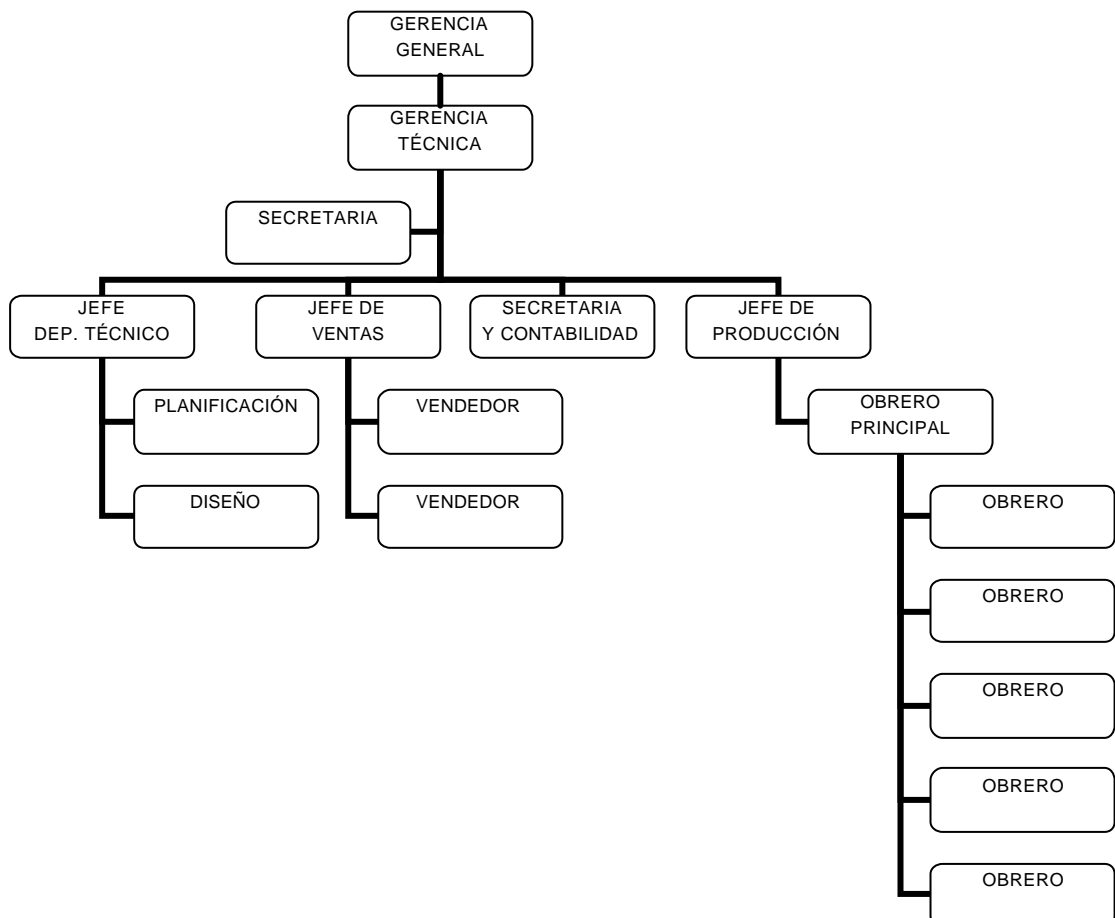 GERENCIA
GENERAL
GERENCIA
TÉCNICA
SECRETARIA
JEFE
DEP. TÉCNICO
JEFE DE
VENTAS
SECRETARIA
Y CONTABILIDAD
JEFE DE
PRODUCCIÓN
PLANIFICACIÓN
DISEÑO
VENDEDOR
VENDEDOR
OBRERO
PRINCIPAL
OBRERO
OBRERO
OBRERO
OBRERO
OBRERO